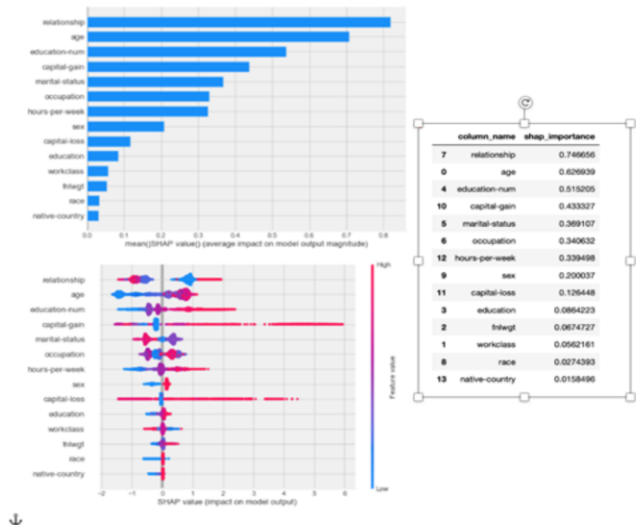 relationship
age
education-num
capital-gain
marital-status
occupation
hours-per-week
sex
capital-loss
education
workclass
fnlwgt
race
native-country
0.0 0.1 0.2 0.3 0.4 0.5 0.6 0.7 0.8
mean(|SHAP value|) (average impact on model output magnitude)
column_name shap_importance
7 relationship 0.746656
0 age 0.626939
4 education-num 0.515205
10 capital-gain 0.433327
5 marital-status 0.369107
6 occupation 0.340632
12 hours-per-week 0.339498
9 sex 0.200037
11 capital-loss 0.126448
3 education 0.0864223
2 fnlwgt 0.0674727
1 workclass 0.0562161
8 race 0.0274393
13 native-country 0.0158496
High
relationship
age
education-num
capital-gain
marital-status
occupation
hours-per-week
sex
capital-loss
education
workclass
fnlwgt
race
native-country
Feature value
Low
−2 −1 0 1 2 3 4 5 6
SHAP value (impact on model output)